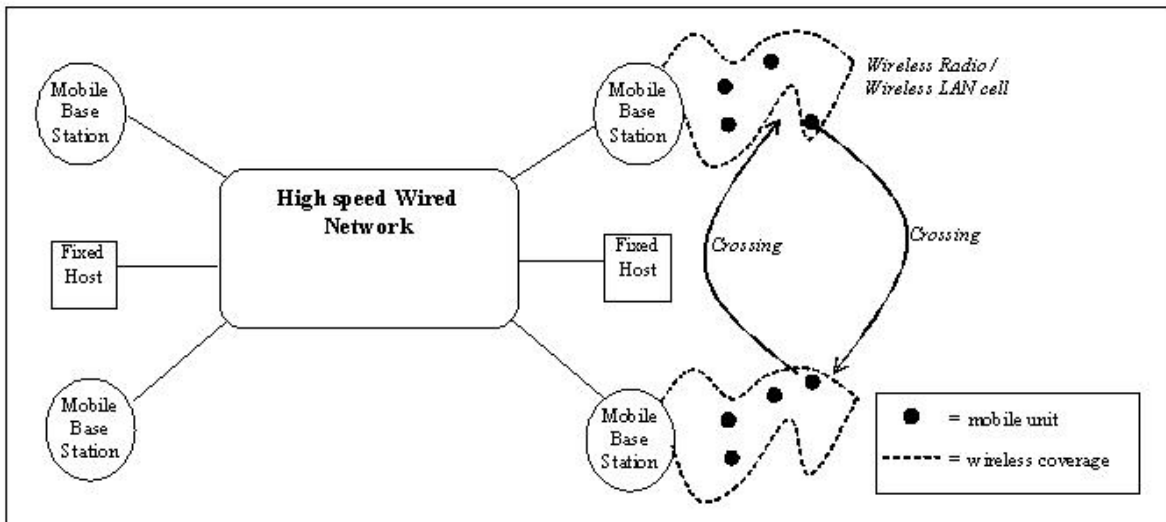 Mobile
Base
Station
Mobile
Base
Station
Wireless Radio /
Wireless LAN cell
High speed Wired
Network
Fixed
Host
Fixed
Host
Crossing
Crossing
Mobile
Base
Station
Mobile
Base
Station
= mobile unit
= wireless coverage